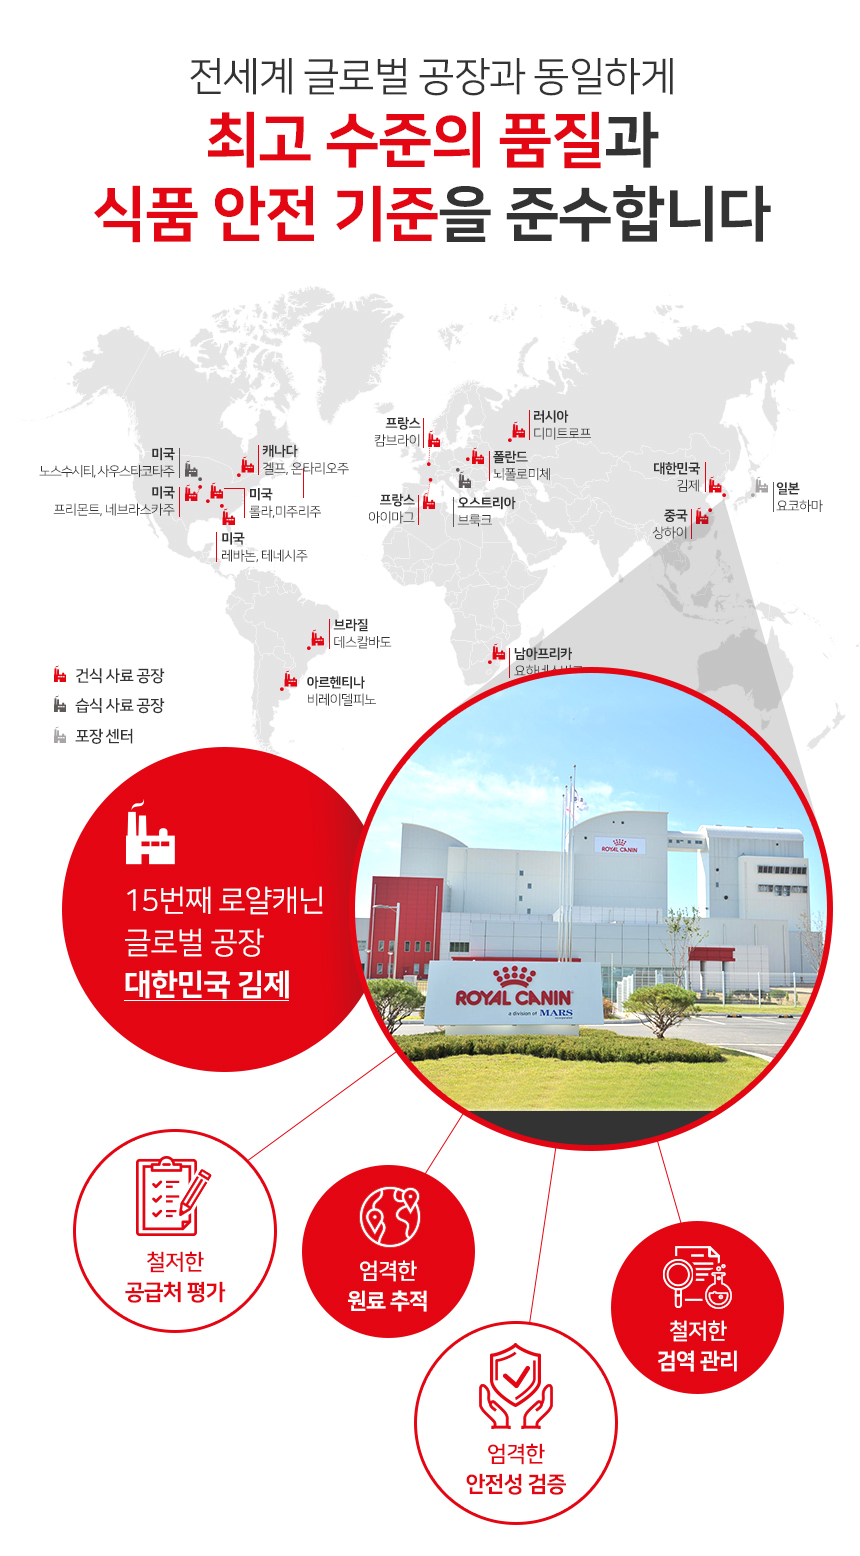 전세계 글로벌 공장과 동일하게
최고 수준의 품질과
식품 안전 기준을 준수합니다
러시아
디미트로프
프랑스
캄브라이
미국
노스수시티, 사우스타코타주
캐나다
겔프, 온타리오주
폴란드
뇌폴로미체
대한민국
김제
미국
프리몬트, 네브라스카주
미국
롤라,미주리주
프랑스
아이마그
오스트리아
브룩크
일본
요코하마
중국
상하이
미국
레바논, 테네시주
브라질
데스칼바도
남아프리카
아르헨티나
비레이델피노
건식 사료 공장
습식 사료 공장
포장 센터
ROYAL CANIN
15번째 로얄캐닌
글로벌 공장
대한민국 김제
ROYAL CANIN
a division of MARS
철저한
공급처 평가
엄격한
원료 추적
철저한
검역 관리
엄격한
안전성 검증